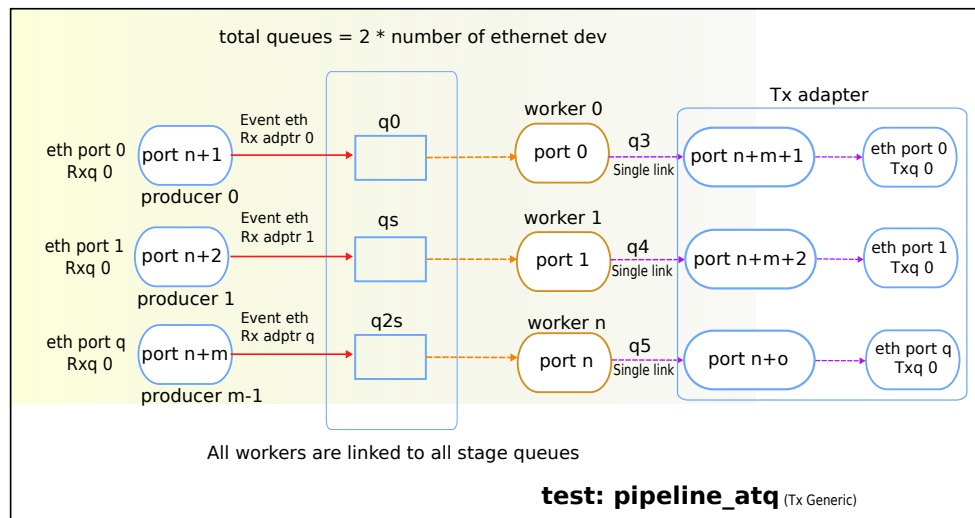 total queues = 2 * number of ethernet dev
Tx adapter
eth port 0
Rxq 0
port n+1
producer 0
Event eth
Rx adptr 0
q0
worker 0
port 0
q3
Single link
port n+m+1
eth port 0
Txq 0
eth port 1
Rxq 0
port n+2
producer 1
Event eth
Rx adptr 1
qs
worker 1
port 1
q4
Single link
port n+m+2
eth port 1
Txq 0
eth port q
Rxq 0
port n+m
producer m-1
Event eth
Rx adptr q
q2s
worker n
port n
q5
Single link
port n+o
eth port q
Txq 0
All workers are linked to all stage queues
test: pipeline_atq (Tx Generic)